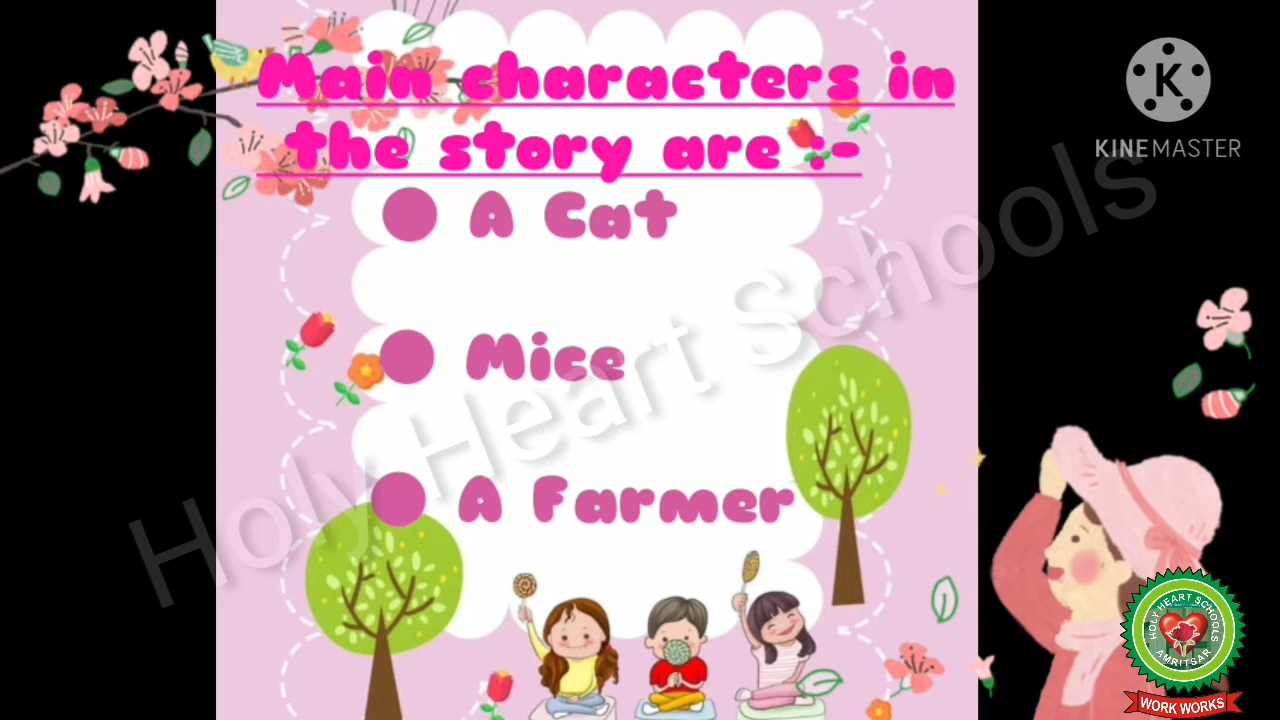 Main characters in
the story are :-
● A Cat
● Mice
● A Farmer
Holy Heart Schools
K
KINEMASTER
HOLY HEART SCHOOLS
AMRITSAR
WORK WORKS